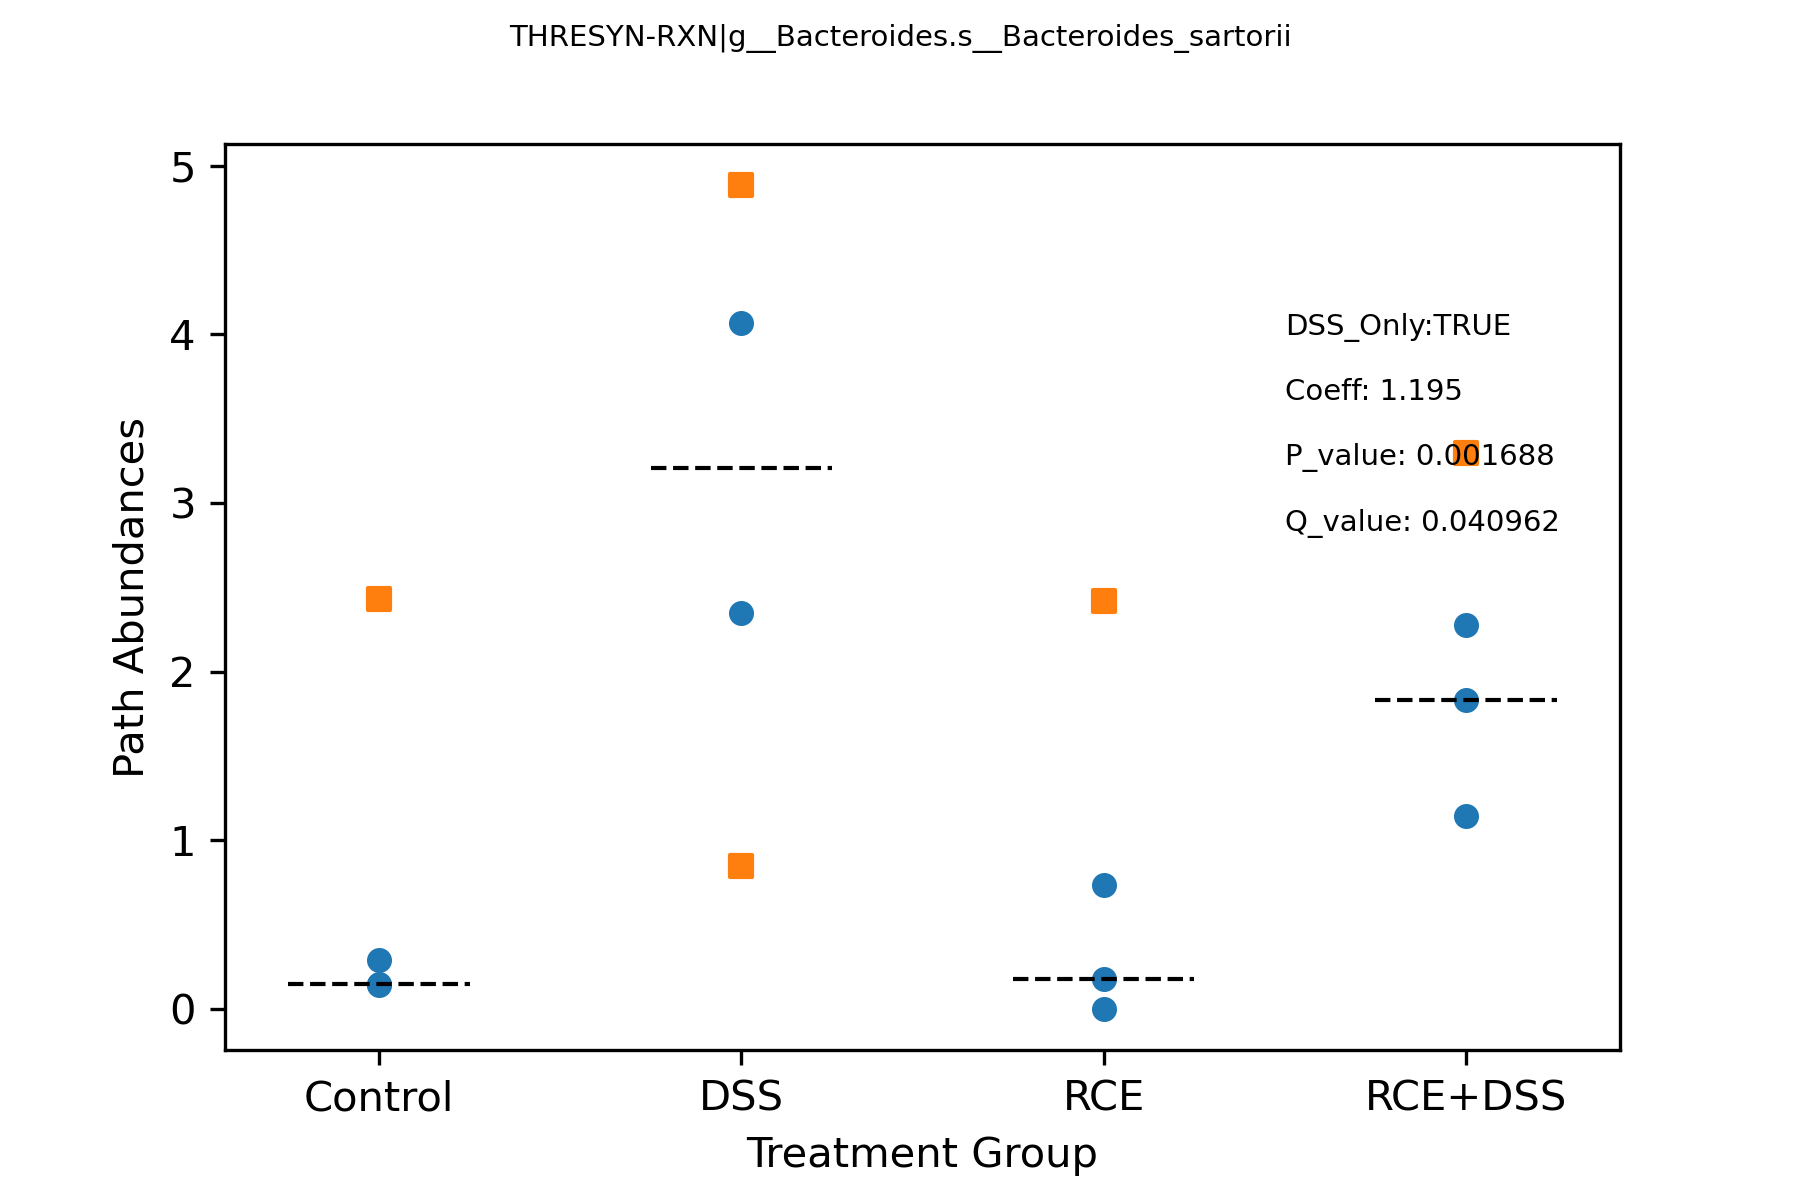 THRESYN-RXN|g__Bacteroides.s__Bacteroides_sartorii
5
4
3
2
1
0
Path Abundances
DSS_Only:TRUE
Coeff: 1.195
P_value: 0.001688
Q_value: 0.040962
Control DSS RCE RCE+DSS
Treatment Group